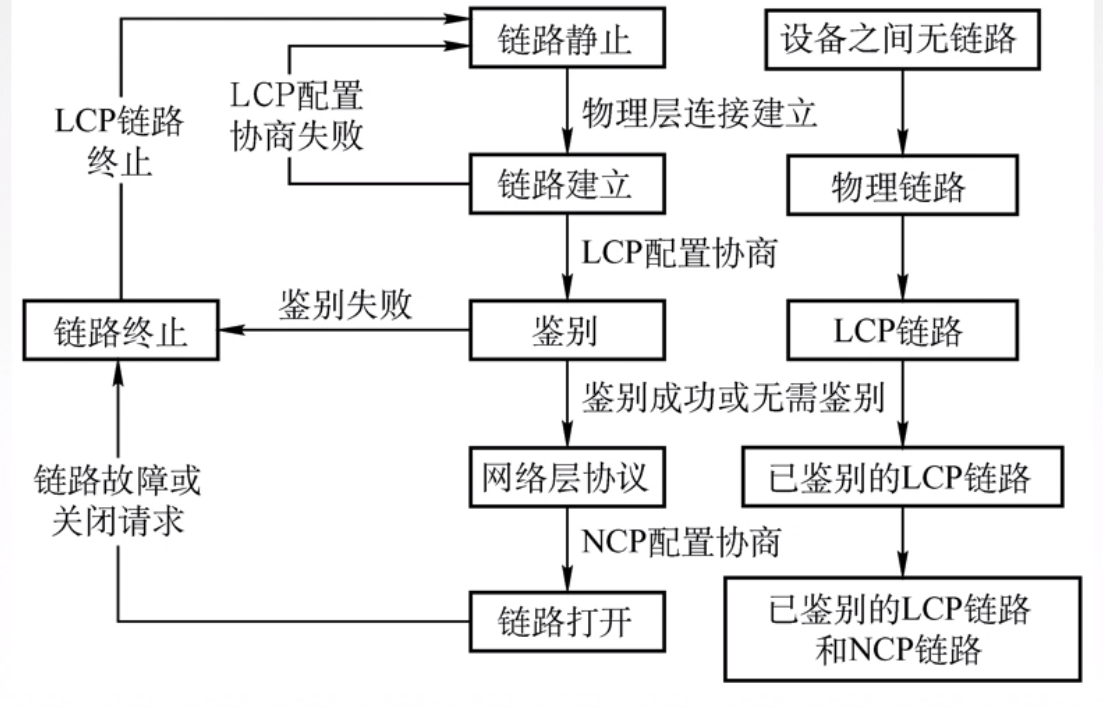 链路静止
设备之间无链路
LCP配置
协商失败
LCP链路
终止
物理层连接建立
链路建立
物理链路
LCP配置协商
鉴别失败
链路终止
鉴别
LCP链路
鉴别成功或无需鉴别
链路故障或
关闭请求
网络层协议
已鉴别的LCP链路
NCP配置协商
链路打开
已鉴别的LCP链路
和NCP链路